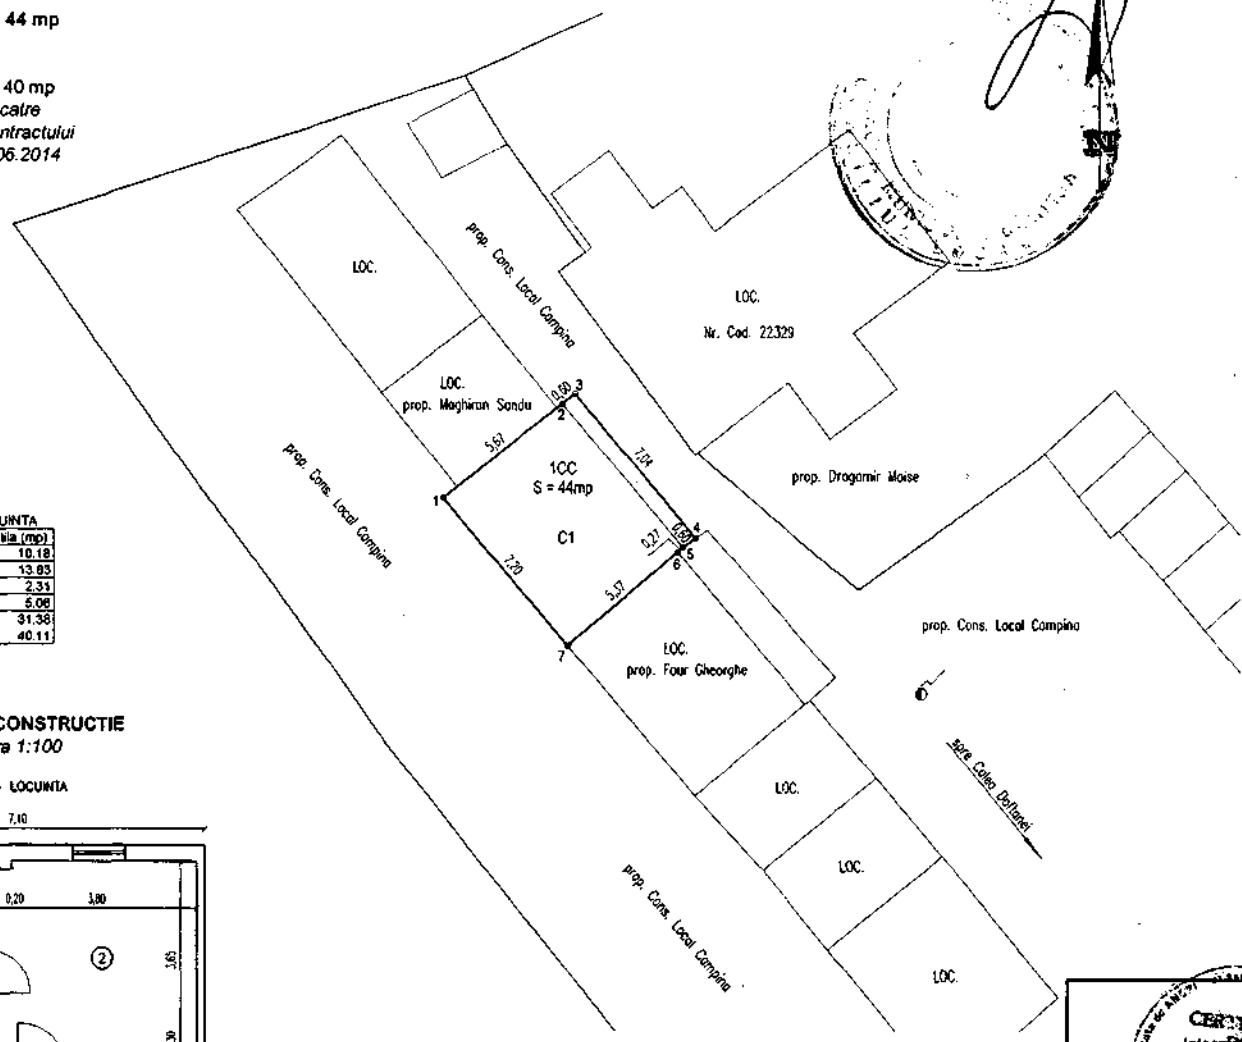 44 mp
40 mp
catre
ntractului
06.2014
N
LOC.
prop. Cons. Local Campina
LOC.
Nr. Cad. 22329
LOC.
prop. Maghiran Sandu
0,60
3
2
5,67
7,04
prop. Dragomir Moise
1
1CC
S = 44mp
C1
prop. Cons. Local Campina
7,20
0,27
0,60
4
5
6
5,37
7
UINTA
10.18
13.83
2.31
5.06
31.38
40.11
LOC.
prop. Four Gheorghe
prop. Cons. Local Campina
CONSTRUCTIE
a 1:100
LOCUINTA
7,10
0,20
3,80
2
3,65
spre Calea Doftanei
LOC.
LOC.
prop. Cons. Local Campina
LOC.